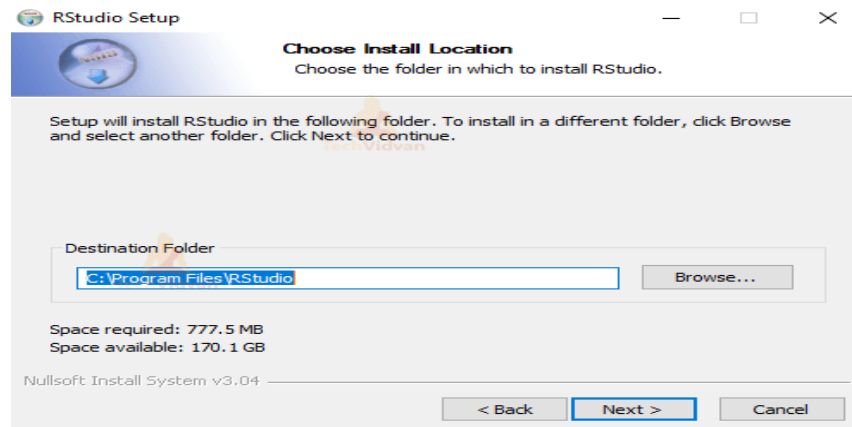 RStudio Setup
Choose Install Location
Choose the folder in which to install RStudio.
Setup will install RStudio in the following folder. To install in a different folder, click Browse
and select another folder. Click Next to continue.
TechVidvan
Destination Folder
C:\Program Files\RStudio
Browse...
Space required: 777.5 MB
Space available: 170.1 GB
Nullsoft Install System v3.04
< Back
Next >
Cancel